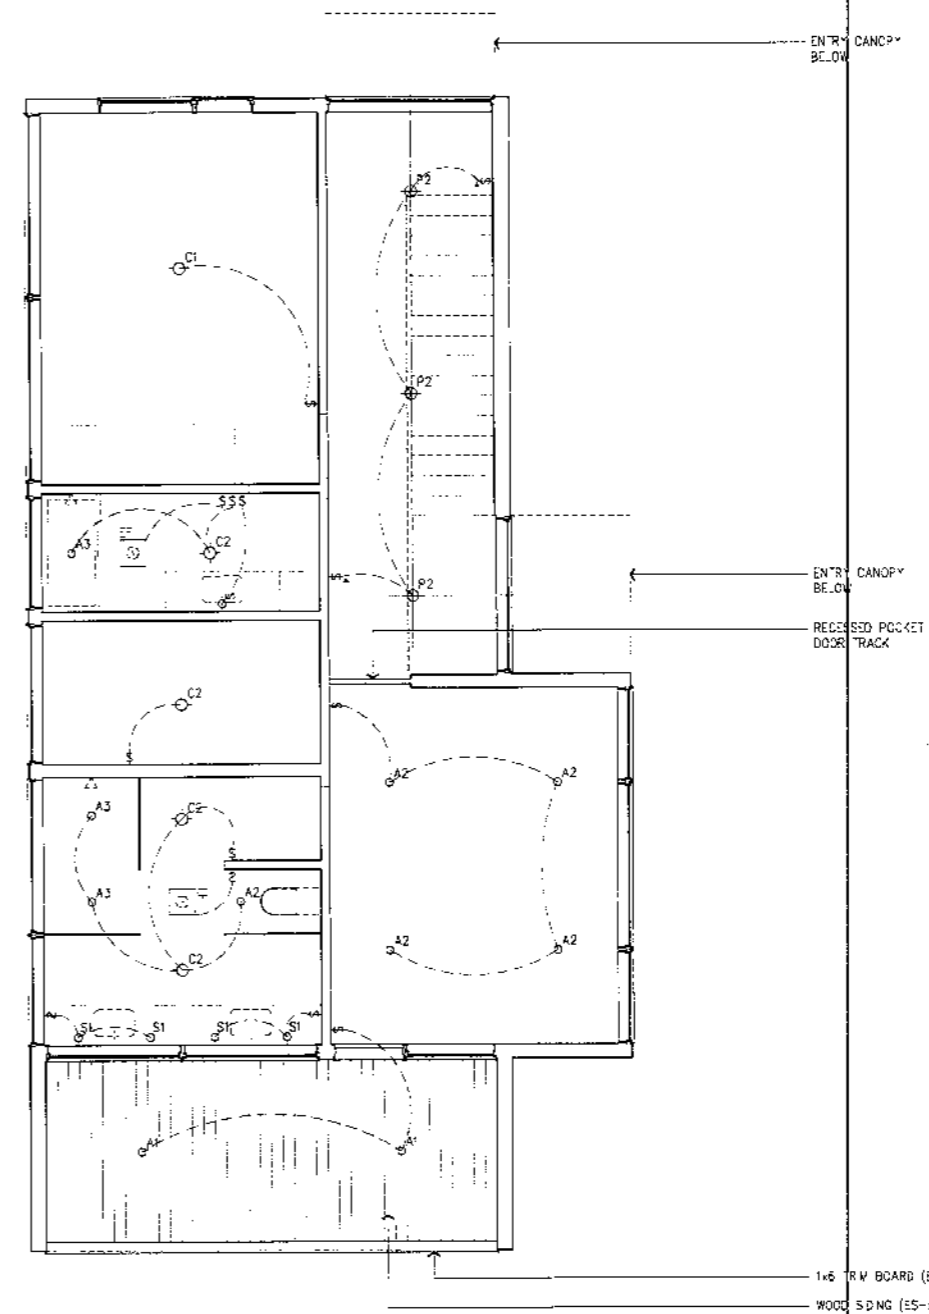 ENTRY CANOPY
BELOW
P2
S
C1
P2
S
SSS
A3
C2
P2
S
ENTRY CANOPY
BELOW
RECESSED POCKET
DOOR TRACK
C2
S
S
A2
A2
A3
C2
S
S
A3
A2
A2
A2
C2
S1
S1
S1
S1
S
A1
A1
1x6 TRIM BOARD
WOOD SIDING (ES-